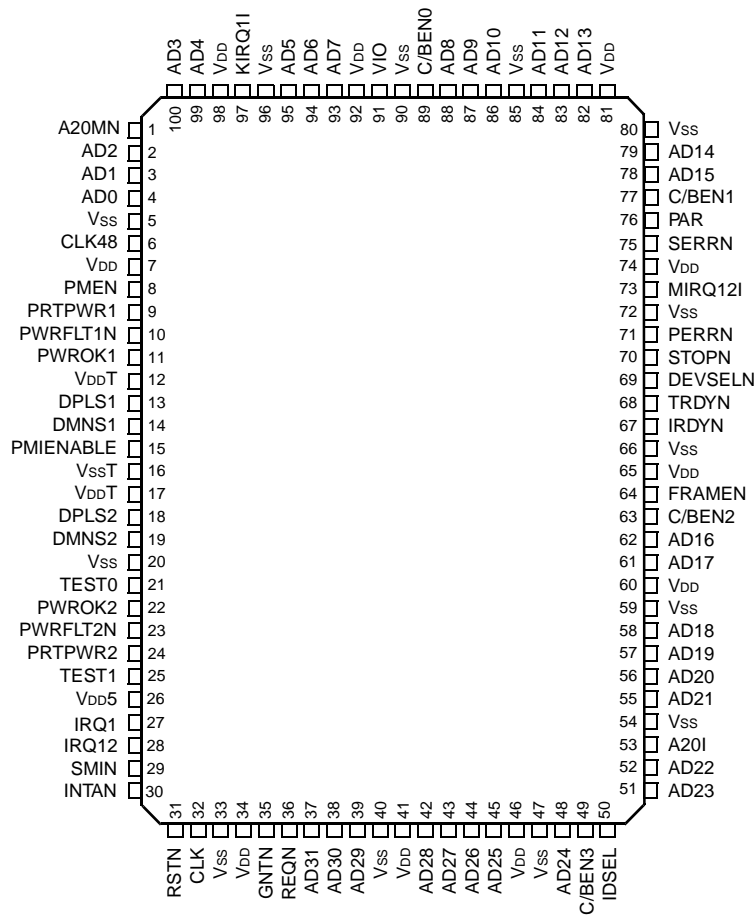 AD3 AD4 VDD KIRQ1I VSS AD5 AD6 AD7 VDD VIO VSS C/BEN0 AD8 AD9 AD10 VSS AD11 AD12 AD13 VDD
100 99 98 97 96 95 94 93 92 91 90 89 88 87 86 85 84 83 82 81
A20MN 1 80 VSS
AD2 2 79 AD14
AD1 3 78 AD15
AD0 4 77 C/BEN1
VSS 5 76 PAR
CLK48 6 75 SERRN
VDD 7 74 VDD
PMEN 8 73 MIRQ12I
PRTPWR1 9 72 VSS
PWRFLT1N 10 71 PERRN
PWROK1 11 70 STOPN
VDDT 12 69 DEVSELN
DPLS1 13 68 TRDYN
DMNS1 14 67 IRDYN
PMIENABLE 15 66 VSS
VSST 16 65 VDD
VDDT 17 64 FRAMEN
DPLS2 18 63 C/BEN2
DMNS2 19 62 AD16
VSS 20 61 AD17
TEST0 21 60 VDD
PWROK2 22 59 VSS
PWRFLT2N 23 58 AD18
PRTPWR2 24 57 AD19
TEST1 25 56 AD20
VDD5 26 55 AD21
IRQ1 27 54 VSS
IRQ12 28 53 A20I
SMIN 29 52 AD22
INTAN 30 51 AD23
31 32 33 34 35 36 37 38 39 40 41 42 43 44 45 46 47 48 49 50
RSTN CLK VSS VDD GNTN REQN AD31 AD30 AD29 VSS VDD AD28 AD27 AD26 AD25 VDD VSS AD24 C/BEN3 IDSEL